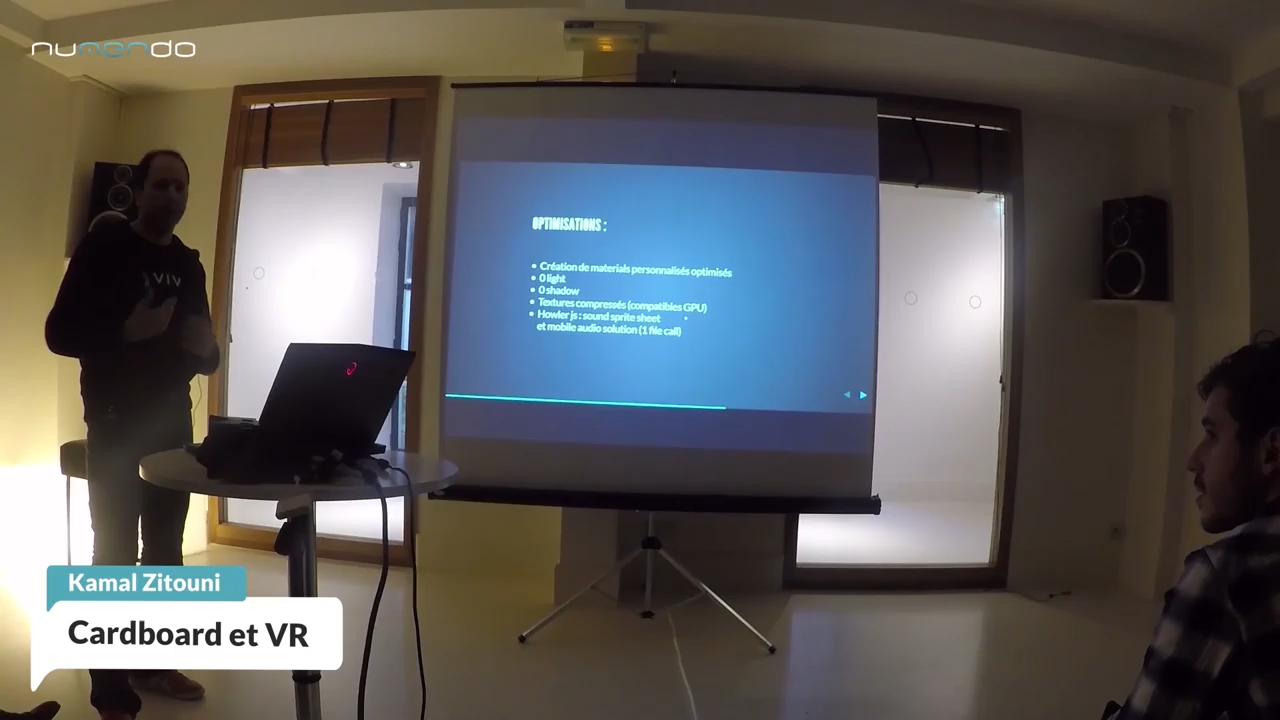 numendo
VIV
OPTIMISATIONS :
• Création de materials personnalisés optimisés
• 0 light
• 0 shadow
• Textures compressés (compatibles GPU)
• Howler js : sound sprite sheet
et mobile audio solution (1 file call)
Kamal Zitouni
Cardboard et VR